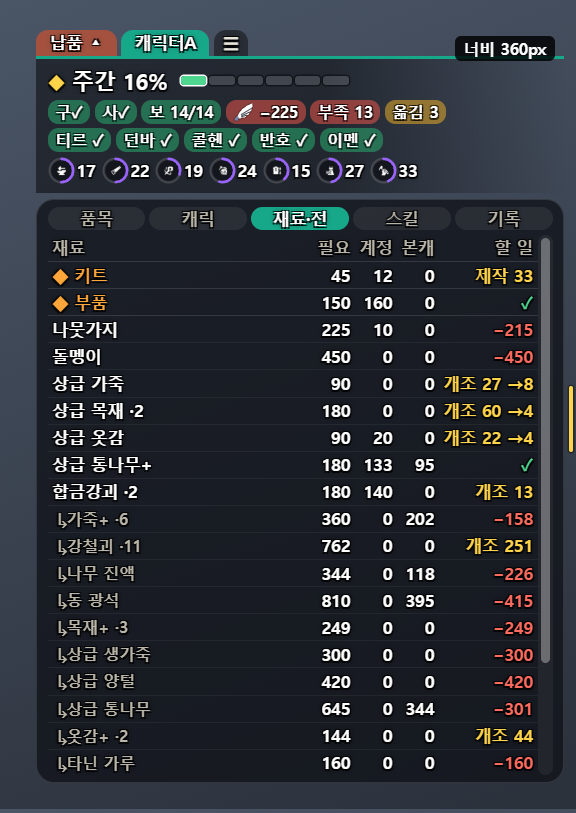 납품 ▲ 캐릭터A ☰ 너비 360px
◆ 주간 16%
구✓ 사✓ 보 14/14 −225 부족 13 옮김 3
티르 ✓ 던바 ✓ 콜헨 ✓ 반호 ✓ 이멘 ✓
17 22 19 24 15 27 33
품목 캐릭 재료·전 스킬 기록
재료 필요 계정 본캐 할 일
◆ 키트 45 12 0 제작 33
◆ 부품 150 160 0 ✓
나뭇가지 225 10 0 −215
돌멩이 450 0 0 −450
상급 가죽 90 0 0 개조 27 →8
상급 목재 ·2 180 0 0 개조 60 →4
상급 옷감 90 20 0 개조 22 →4
상급 통나무+ 180 133 95 ✓
합금강괴 ·2 180 140 0 개조 13
↳가죽+ ·6 360 0 202 −158
↳강철괴 ·11 762 0 0 개조 251
↳나무 진액 344 0 118 −226
↳동 광석 810 0 395 −415
↳목재+ ·3 249 0 0 −249
↳상급 생가죽 300 0 0 −300
↳상급 양털 420 0 0 −420
↳상급 통나무 645 0 344 −301
↳옷감+ ·2 144 0 0 개조 44
↳타닌 가루 160 0 0 −160